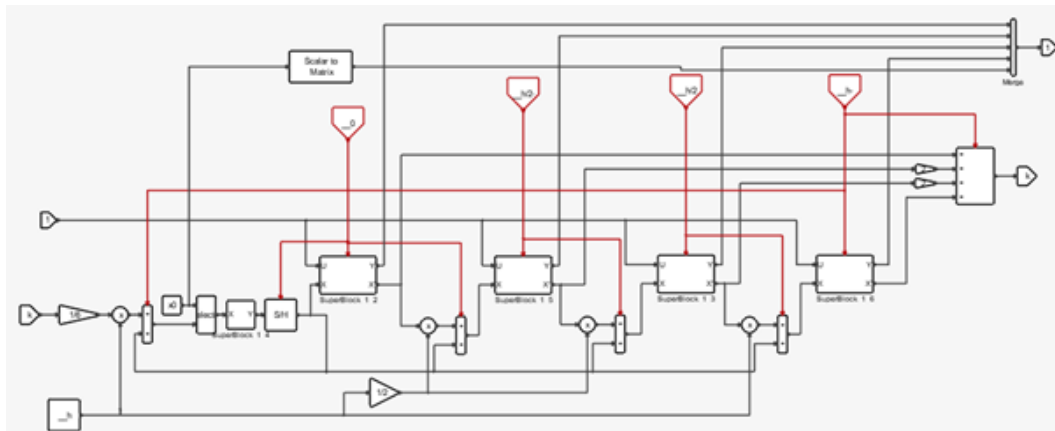 Scalar to
Matrix
__0
__h/2
__h/2
__h
Merge
k
1
U
Y
X
X
SuperBlock 1 2
U
Y
X
X
SuperBlock 1 5
U
Y
X
X
SuperBlock 1 3
U
Y
X
X
SuperBlock 1 6
k
1/6
x
x0
X
Y
SuperBlock 1 4
S/H
x
x
x
1/2
__h